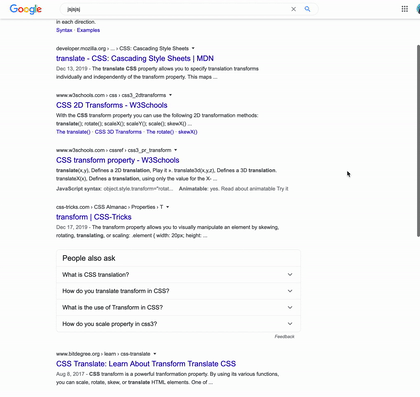 Google
in each direction.
Syntax · Examples
developer.mozilla.org › ... › CSS: Cascading Style Sheets
translate - CSS: Cascading Style Sheets | MDN
Dec 13, 2019 - The translate CSS property allows you to specify translation transforms
individually and independently of the transform property. This maps ...
www.w3schools.com › css › css3_2dtransforms
CSS 2D Transforms - W3Schools
With the CSS transform property you can use the following 2D transformation methods:
translate(); rotate(); scaleX(); scaleY(); scale(); skewX() ...
The translate() · CSS 3D Transforms · The rotate() · skewX()
www.w3schools.com › cssref › css3_pr_transform
CSS transform property - W3Schools
translate(x,y), Defines a 2D translation, Play it ». translate3d(x,y,z), Defines a 3D translation.
translateX(x), Defines a translation, using only the value for the X- ...
JavaScript syntax: object.style.transform="rotat... Animatable: yes. Read about animatable Try it
css-tricks.com › CSS Almanac › Properties › T
transform | CSS-Tricks
Dec 17, 2019 - The transform property allows you to visually manipulate an element by skewing,
rotating, translating, or scaling: .element { width: 20px; height: ...
People also ask
What is CSS translation?
How do you translate transform in CSS?
What is the use of Transform in CSS?
How do you scale property in css3?
Feedback
www.bitdegree.org › learn › css-translate
CSS Translate: Learn About Transform Translate CSS
Aug 8, 2017 - CSS transform is a powerful transformation property. By using its various functions,
you can scale, rotate, skew, or translate HTML elements. One of ...